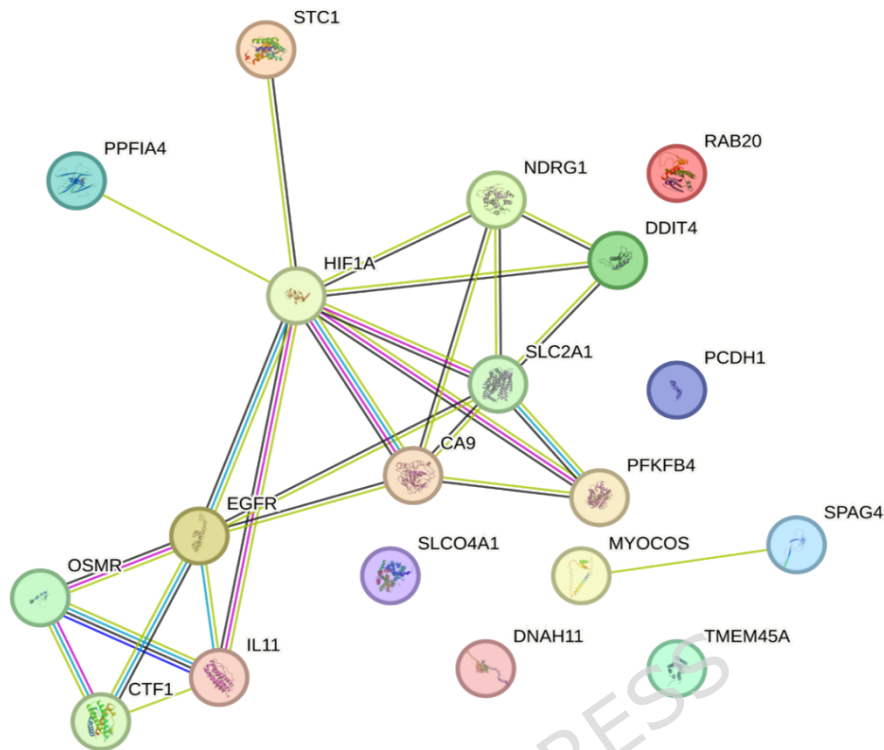 STC1
PPFIA4
RAB20
NDRG1
DDIT4
HIF1A
SLC2A1
PCDH1
CA9
PFKFB4
EGFR
SPAG4
OSMR
SLCO4A1
MYOCOS
IL11
DNAH11
TMEM45A
CTF1
RESS